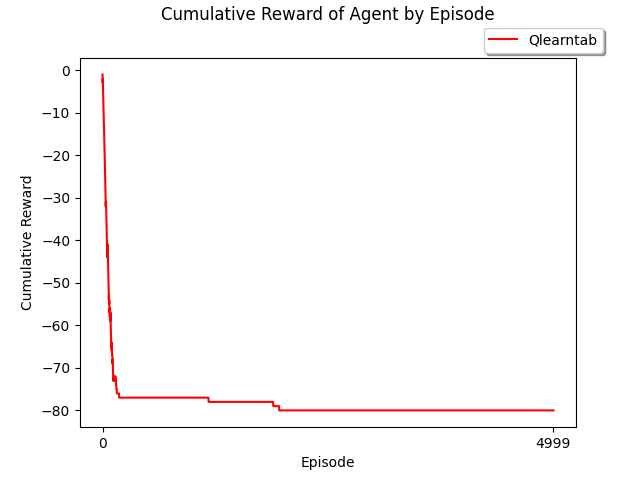 Cumulative Reward of Agent by Episode
Qlearntab
0
−10
−20
−30
−40
−50
−60
−70
−80
Cumulative Reward
0
4999
Episode